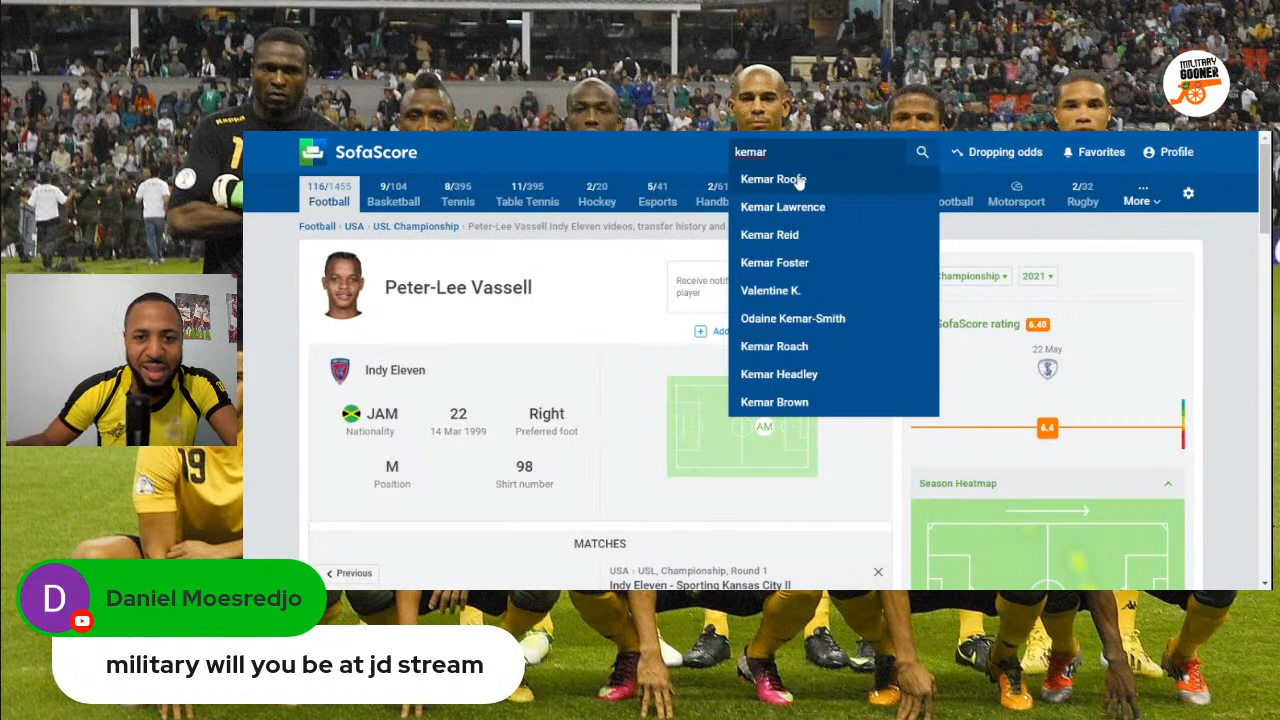 MILITARY
GOONER
Kappa
SofaScore
kemar
Dropping odds
Favorites
Profile
116/1455
Football
9/104
Basketball
8/395
Tennis
11/395
Table Tennis
2/20
Hockey
5/41
Esports
2/61
Handb
ootball
Motorsport
2/32
Rugby
...
More
Kemar Roofe
Kemar Lawrence
Kemar Reid
Kemar Foster
Valentine K.
Odaine Kemar-Smith
Kemar Roach
Kemar Headley
Kemar Brown
Football
USA
USL Championship
Peter-Lee Vassell Indy Eleven videos, transfer history and
Peter-Lee Vassell
Receive notif
player
Add
Indy Eleven
JAM
Nationality
22
14 Mar 1999
Right
Preferred foot
M
Position
98
Shirt number
AM
Championship
2021
SofaScore rating
6.40
22 May
6.4
Season Heatmap
MATCHES
Previous
USA - USL, Championship, Round 1
Indy Eleven - Sporting Kansas City II
19
D
Daniel Moesredjo
military will you be at jd stream